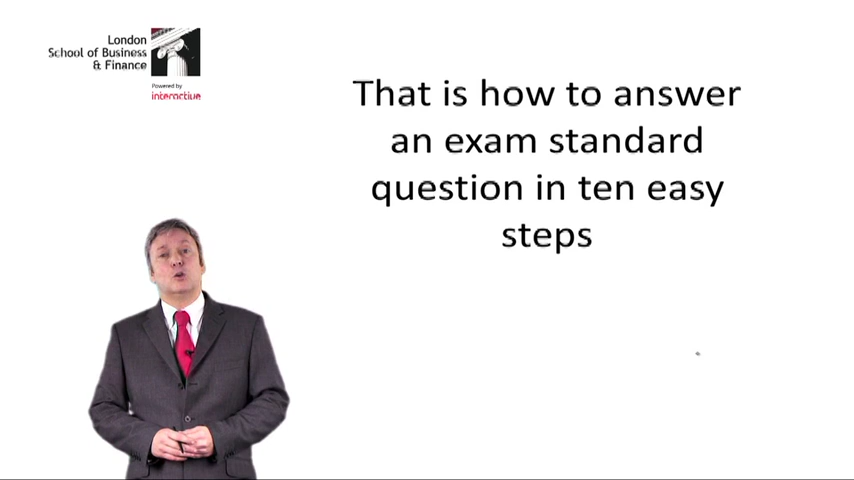 London
School of Business
& Finance
Powered by
interactive
That is how to answer
an exam standard
question in ten easy
steps